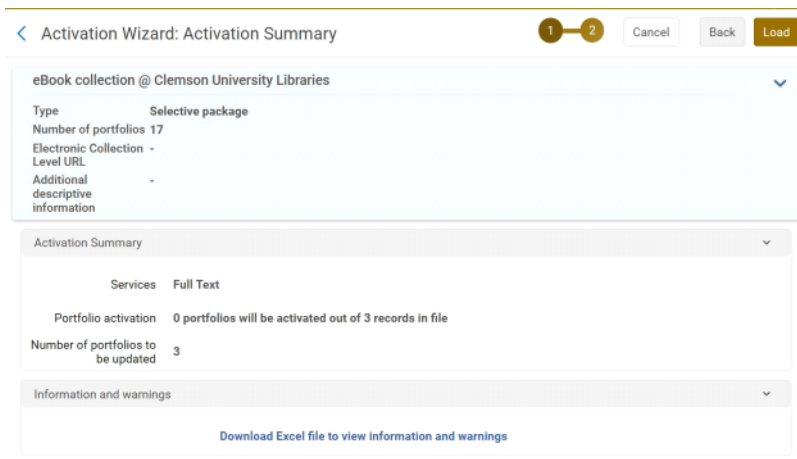 Activation Wizard: Activation Summary
1 2 Cancel Back Load
eBook collection @ Clemson University Libraries
Type Selective package
Number of portfolios 17
Electronic Collection -
Level URL
Additional -
descriptive
information
Activation Summary
Services Full Text
Portfolio activation 0 portfolios will be activated out of 3 records in file
Number of portfolios to
be updated 3
Information and warnings
Download Excel file to view information and warnings